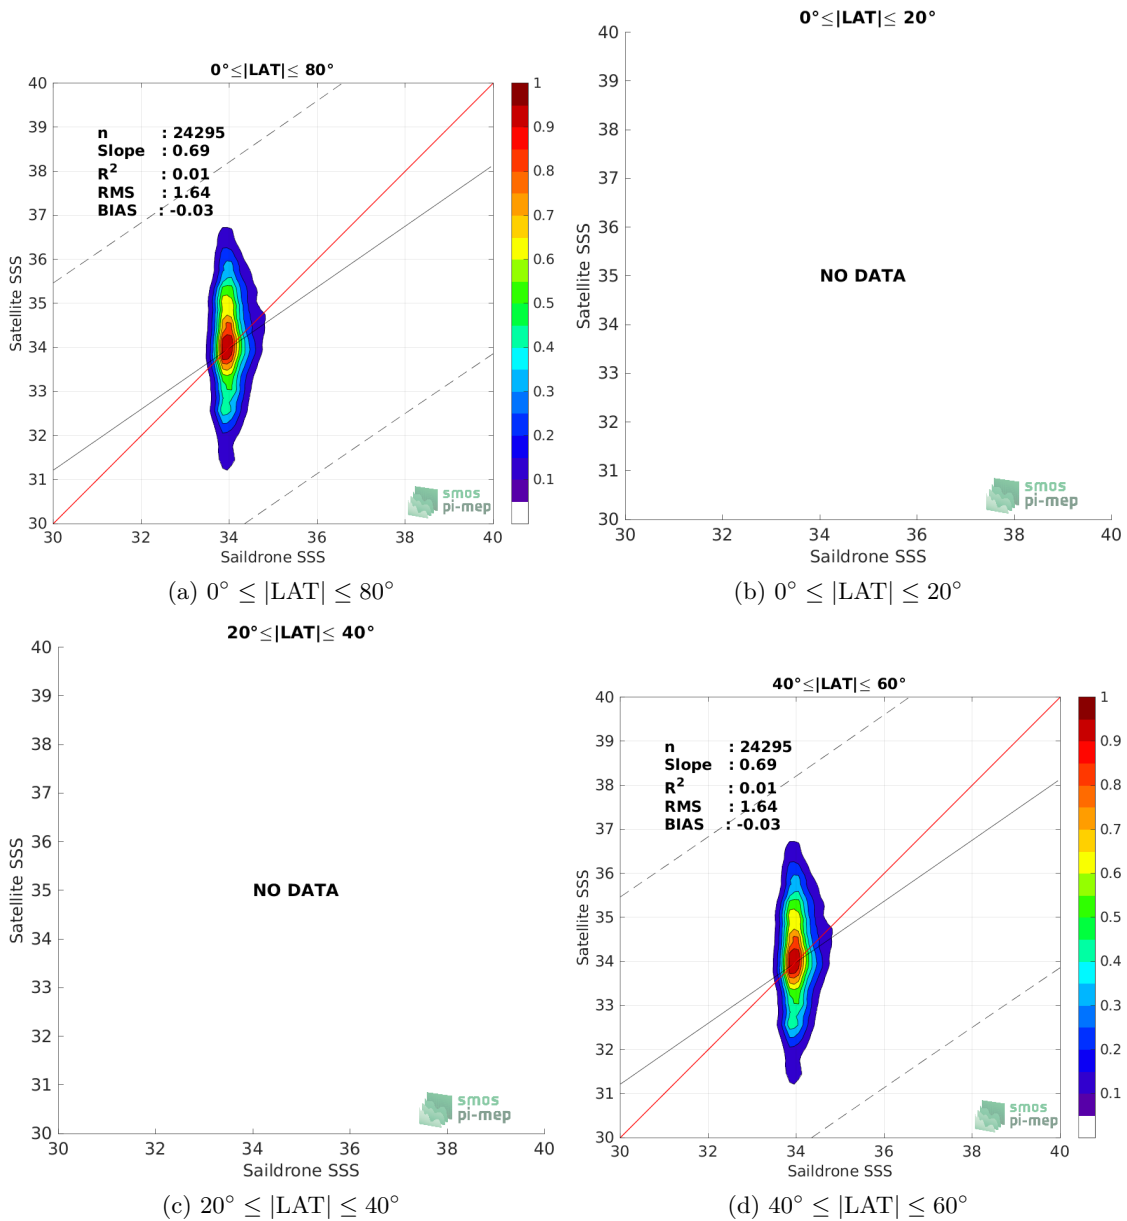 0°≤|LAT|≤ 80°
40
39
38
37
36
35
34
33
32
31
30
Satellite SSS
n : 24295
Slope : 0.69
R² : 0.01
RMS : 1.64
BIAS : -0.03
1
0.9
0.8
0.7
0.6
0.5
0.4
0.3
0.2
0.1
smos
pi-mep
30 32 34 36 38 40
Saildrone SSS
(a) 0° ≤ |LAT| ≤ 80°
0°≤|LAT|≤ 20°
40
39
38
37
36
35
34
33
32
31
30
Satellite SSS
NO DATA
smos
pi-mep
30 32 34 36 38 40
Saildrone SSS
(b) 0° ≤ |LAT| ≤ 20°
20°≤|LAT|≤ 40°
40
39
38
37
36
35
34
33
32
31
30
Satellite SSS
NO DATA
smos
pi-mep
30 32 34 36 38 40
Saildrone SSS
(c) 20° ≤ |LAT| ≤ 40°
40°≤|LAT|≤ 60°
40
39
38
37
36
35
34
33
32
31
30
Satellite SSS
n : 24295
Slope : 0.69
R² : 0.01
RMS : 1.64
BIAS : -0.03
1
0.9
0.8
0.7
0.6
0.5
0.4
0.3
0.2
0.1
smos
pi-mep
30 32 34 36 38 40
Saildrone SSS
(d) 40° ≤ |LAT| ≤ 60°